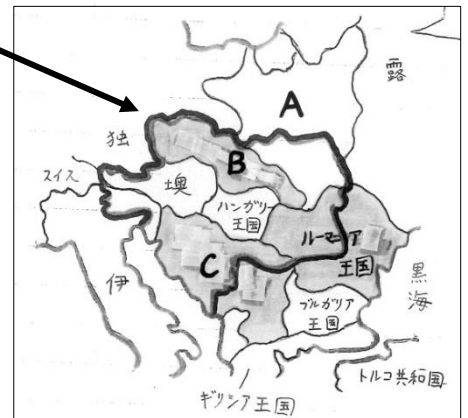 露
A
独
B
スイス
墺
ハンガリー
王国
ルーマニア
王国
C
伊
黒
海
ブルガリア
王国
トルコ共和国
ギリシア王国